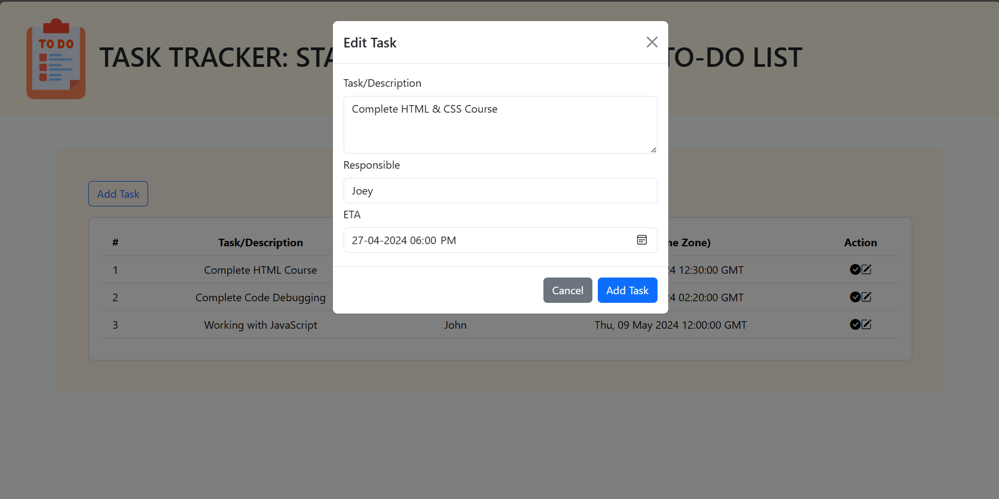 TO DO
TASK TRACKER: STA
TO-DO LIST
Edit Task
Task/Description
Complete HTML & CSS Course
Responsible
Joey
ETA
27-04-2024 06:00 PM
Cancel
Add Task
Add Task
# Task/Description ne Zone) Action
1 Complete HTML Course 24 12:30:00 GMT
2 Complete Code Debugging 24 02:20:00 GMT
3 Working with JavaScript John Thu, 09 May 2024 12:00:00 GMT